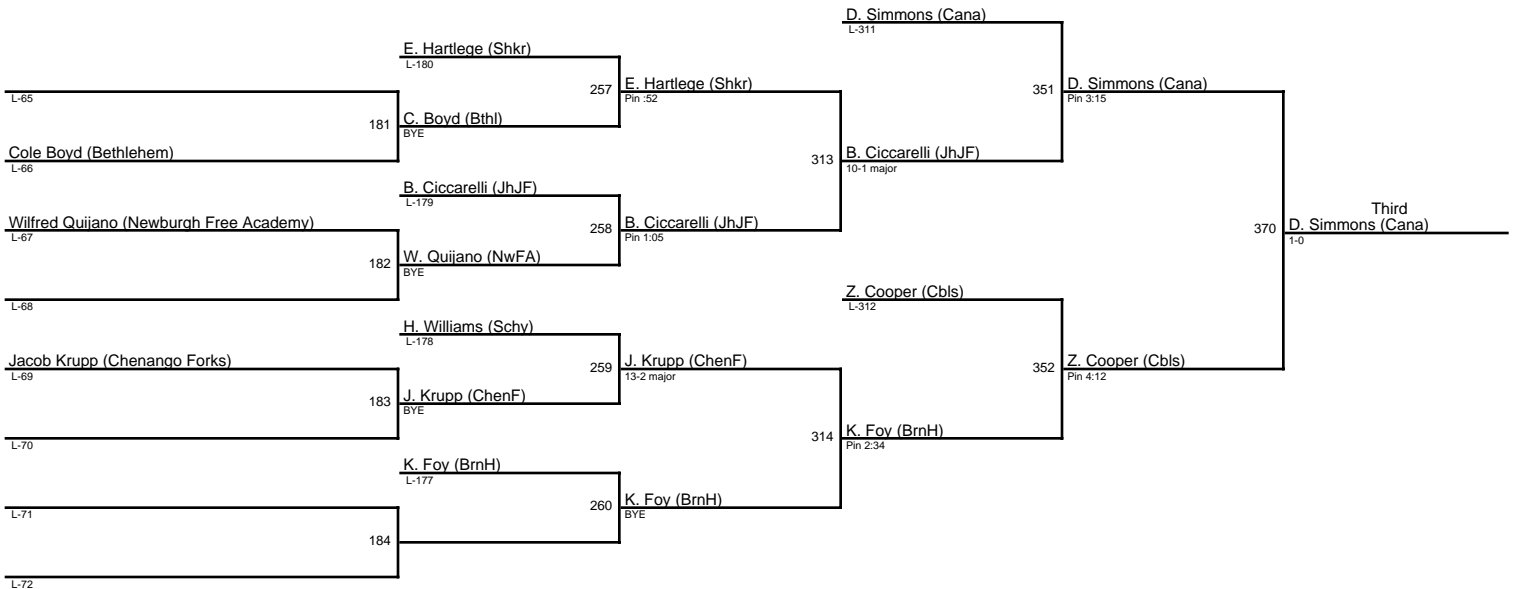 D. Simmons (Cana)
L-311
E. Hartlege (Shkr)
L-180
257
E. Hartlege (Shkr)
Pin :52
351
D. Simmons (Cana)
Pin 3:15
L-65
181
C. Boyd (Bthl)
BYE
Cole Boyd (Bethlehem)
L-66
313
B. Ciccarelli (JhJF)
10-1 major
B. Ciccarelli (JhJF)
L-179
Wilfred Quijano (Newburgh Free Academy)
L-67
258
B. Ciccarelli (JhJF)
Pin 1:05
370
Third
D. Simmons (Cana)
1-0
182
W. Quijano (NwFA)
BYE
L-68
Z. Cooper (Cbls)
L-312
H. Williams (Schy)
L-178
Jacob Krupp (Chenango Forks)
L-69
259
J. Krupp (ChenF)
13-2 major
352
Z. Cooper (Cbls)
Pin 4:12
183
J. Krupp (ChenF)
BYE
L-70
314
K. Foy (BrnH)
Pin 2:34
K. Foy (BrnH)
L-177
L-71
260
K. Foy (BrnH)
BYE
184
L-72